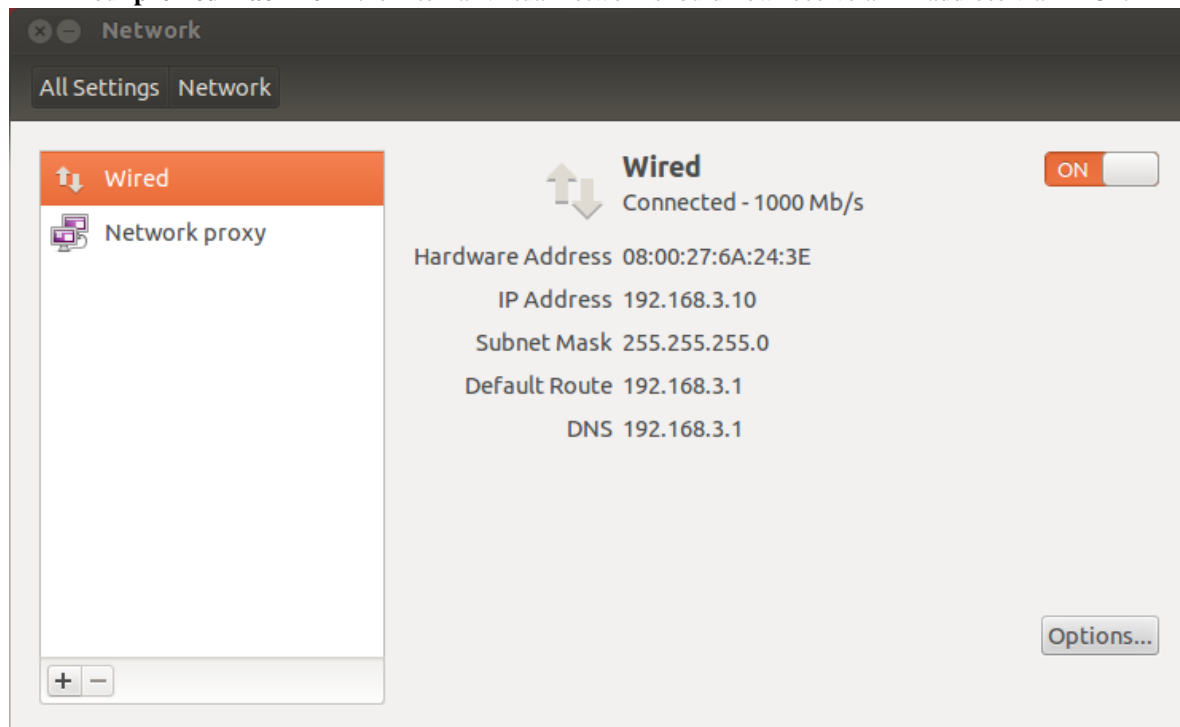 Network
All Settings Network
Wired
Network proxy
Wired
Connected - 1000 Mb/s
ON
Hardware Address 08:00:27:6A:24:3E
IP Address 192.168.3.10
Subnet Mask 255.255.255.0
Default Route 192.168.3.1
DNS 192.168.3.1
Options...